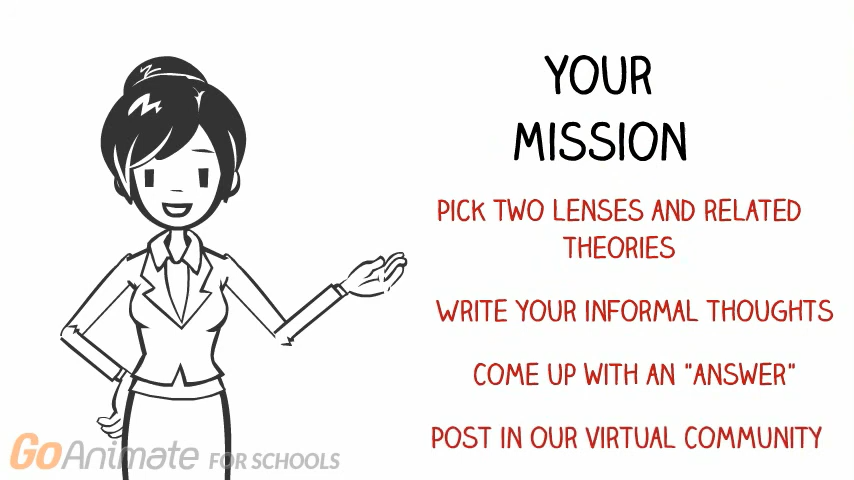 YOUR
MISSION
PICK TWO LENSES AND RELATED
THEORIES
WRITE YOUR INFORMAL THOUGHTS
COME UP WITH AN "ANSWER"
POST IN OUR VIRTUAL COMMUNITY
GoAnimate FOR SCHOOLS